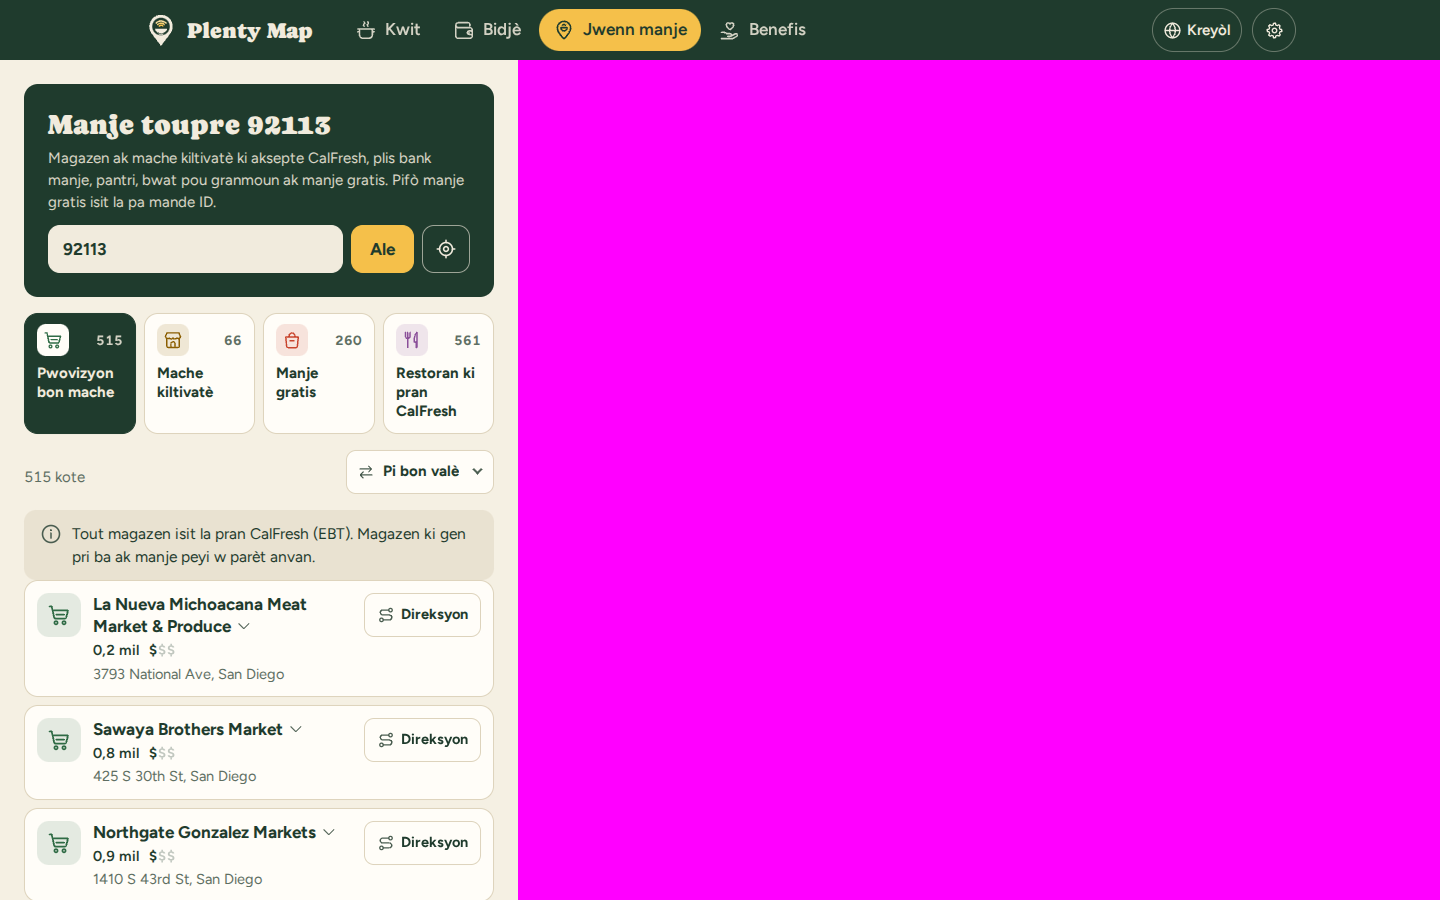 Plenty Map
Kwit
Bidjè
Jwenn manje
Benefis
Kreyòl
Manje toupre 92113
Magazen ak mache kiltivatè ki aksepte CalFresh, plis bank
manje, pantri, bwat pou granmoun ak manje gratis. Pifò manje
gratis isit la pa mande ID.
92113
Ale
515
Pwovizyon
bon mache
66
Mache
kiltivatè
260
Manje
gratis
561
Restoran ki
pran
CalFresh
515 kote
Pi bon valè
Tout magazen isit la pran CalFresh (EBT). Magazen ki gen
pri ba ak manje peyi w parèt anvan.
La Nueva Michoacana Meat
Market & Produce
Direksyon
0,2 mil $$$
3793 National Ave, San Diego
Sawaya Brothers Market
Direksyon
0,8 mil $$$
425 S 30th St, San Diego
Northgate Gonzalez Markets
Direksyon
0,9 mil $$$
1410 S 43rd St, San Diego